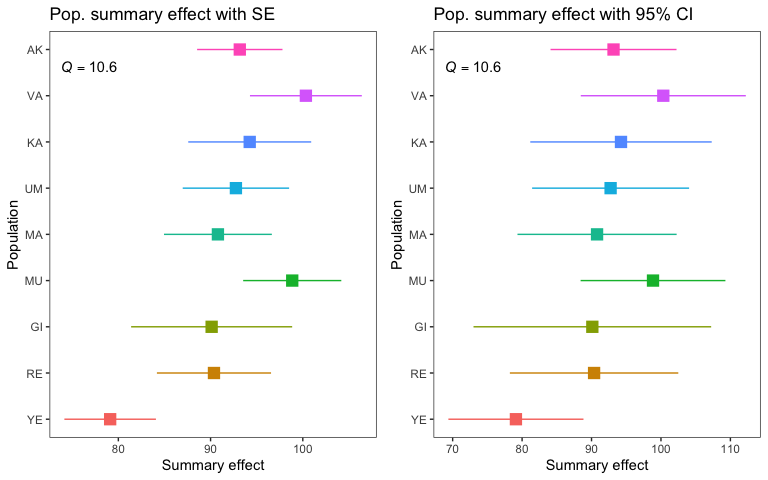 Pop. summary effect with SE
Population
AK
VA
KA
UM
MA
MU
GI
RE
YE
Q = 10.6
80 90 100
Summary effect
Pop. summary effect with 95% CI
Population
AK
VA
KA
UM
MA
MU
GI
RE
YE
Q = 10.6
70 80 90 100 110
Summary effect